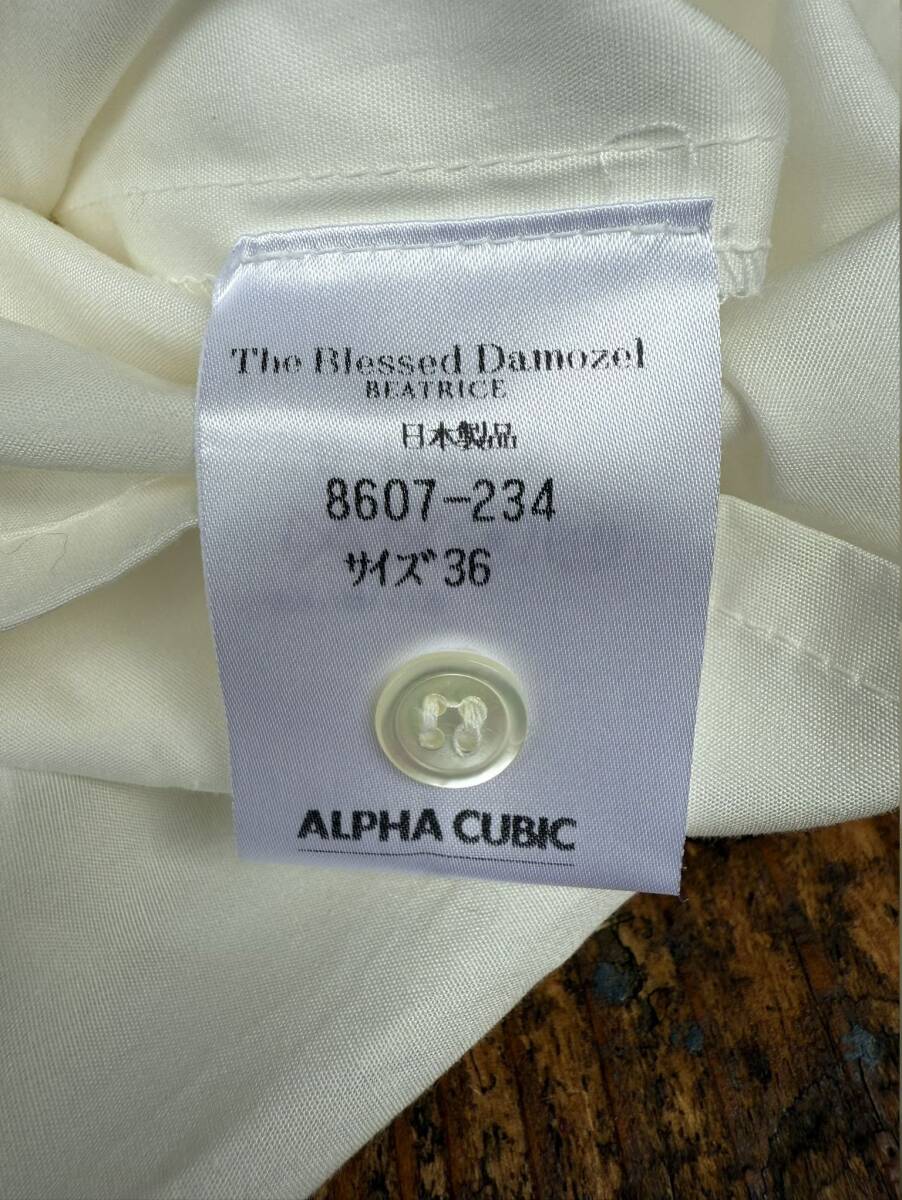 The Blessed Damozel
BEATRICE
日本製品
8607-234
サイズ36
ALPHA CUBIC